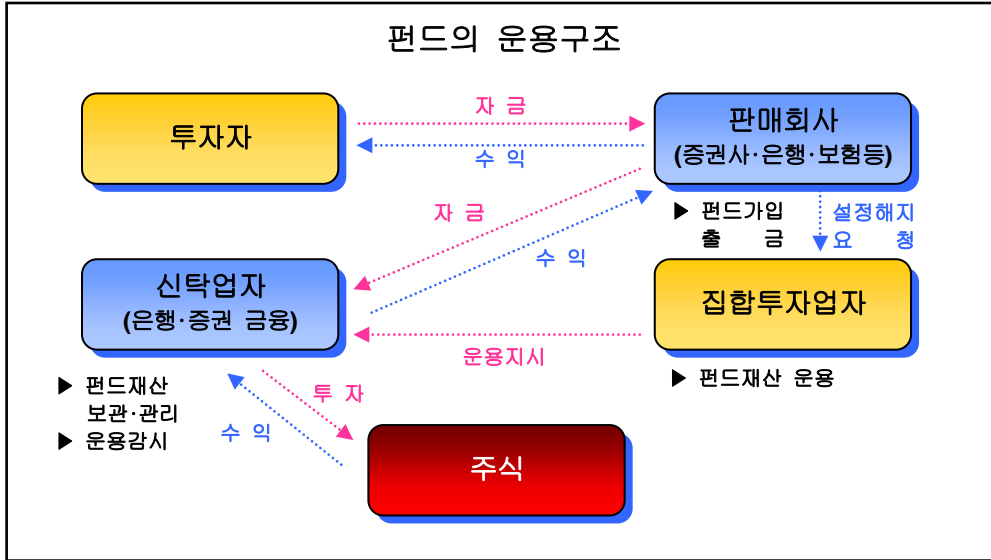 펀드의 운용구조
투자자
자 금
수 익
판매회사
(증권사·은행·보험등)
자 금
수 익
▶ 펀드가입
출 금
설정해지
요 청
신탁업자
(은행·증권 금융)
집합투자업자
운용지시
▶ 펀드재산
보관·관리
▶ 운용감시
▶ 펀드재산 운용
투 자
수 익
주식